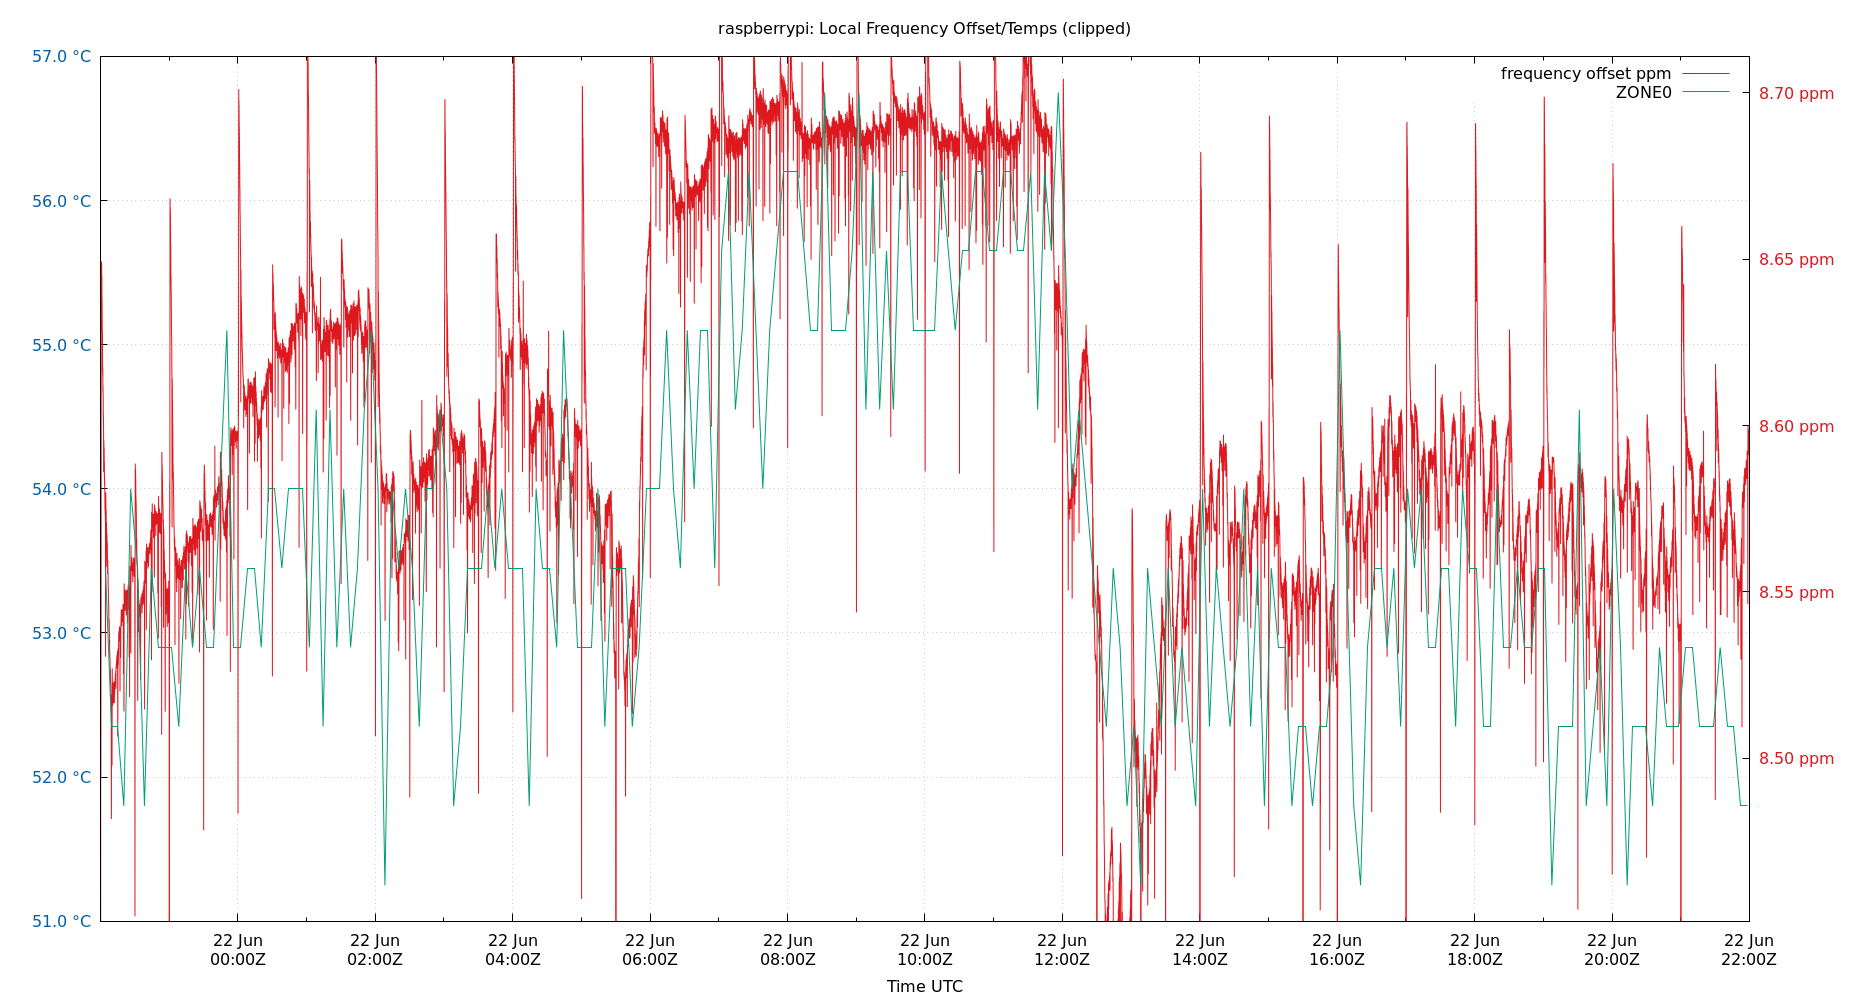 raspberrypi: Local Frequency Offset/Temps (clipped)
57.0 °C
56.0 °C
55.0 °C
54.0 °C
53.0 °C
52.0 °C
51.0 °C
frequency offset ppm
ZONE0
8.70 ppm
8.65 ppm
8.60 ppm
8.55 ppm
8.50 ppm
22 Jun
00:00Z
22 Jun
02:00Z
22 Jun
04:00Z
22 Jun
06:00Z
22 Jun
08:00Z
22 Jun
10:00Z
22 Jun
12:00Z
22 Jun
14:00Z
22 Jun
16:00Z
22 Jun
18:00Z
22 Jun
20:00Z
22 Jun
22:00Z
Time UTC